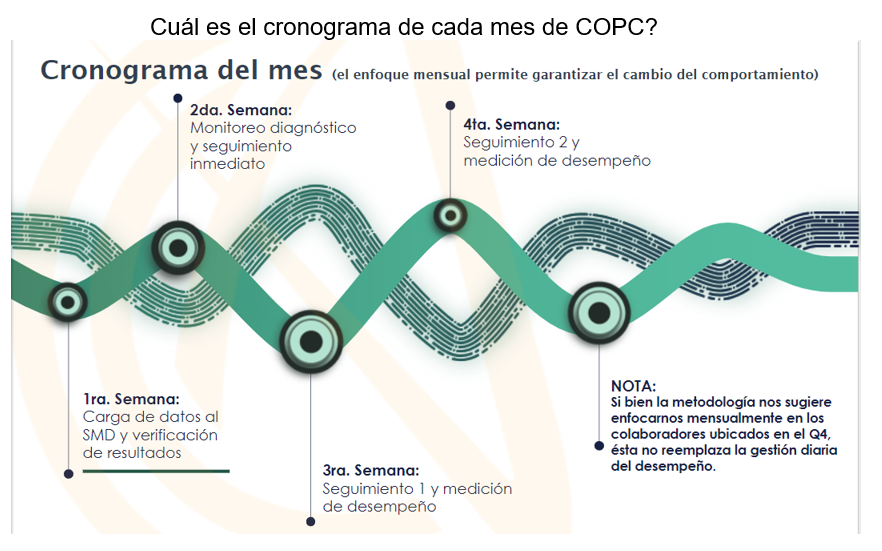 Cuál es el cronograma de cada mes de COPC?
Cronograma del mes (el enfoque mensual permite garantizar el cambio del comportamiento)
2da. Semana:
Monitoreo diagnóstico
y seguimiento
inmediato
4ta. Semana:
Seguimiento 2 y
medición de desempeño
1ra. Semana:
Carga de datos al
SMD y verificación
de resultados
3ra. Semana:
Seguimiento 1 y medición
de desempeño
NOTA:
Si bien la metodología nos sugiere
enfocarnos mensualmente en los
colaboradores ubicados en el Q4,
ésta no reemplaza la gestión diaria
del desempeño.